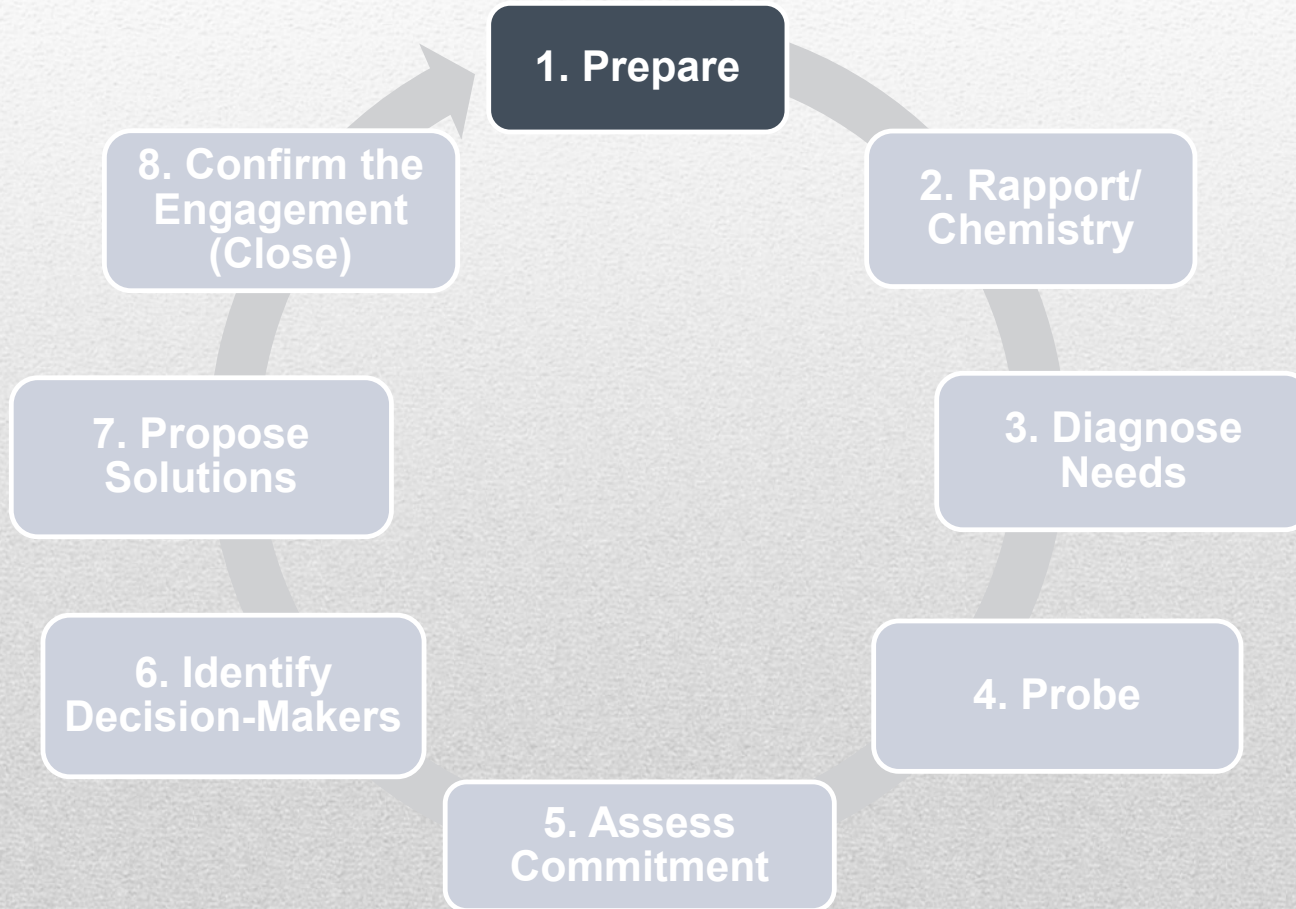 1. Prepare
2. Rapport/
Chemistry
3. Diagnose
Needs
4. Probe
5. Assess
Commitment
6. Identify
Decision-Makers
7. Propose
Solutions
8. Confirm the
Engagement
(Close)